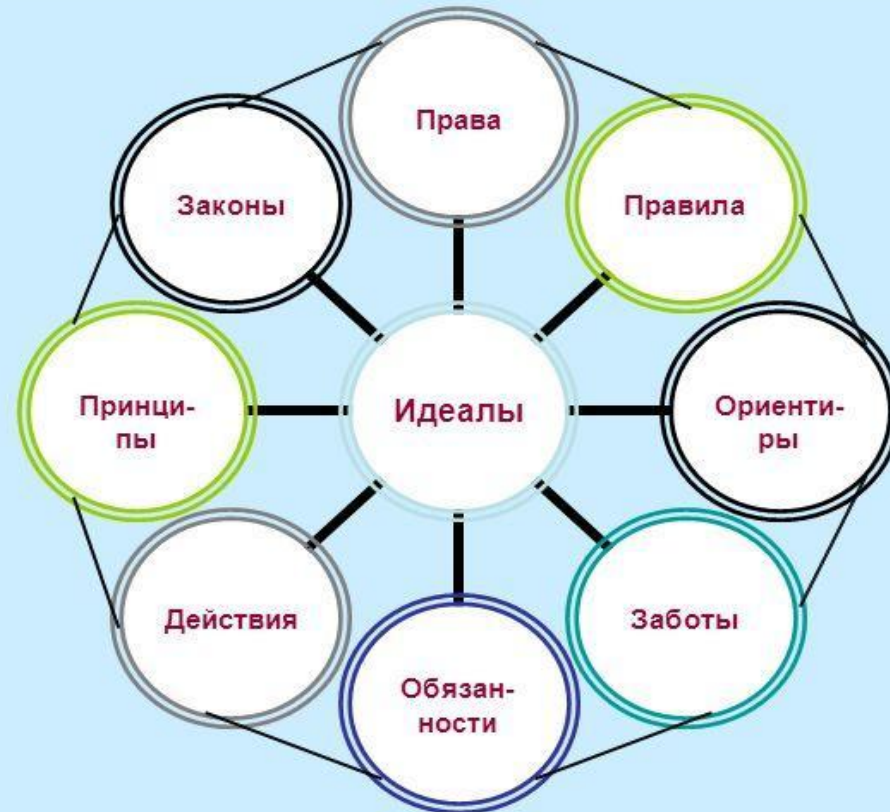 Права
Законы
Правила
Принци-
пы
Идеалы
Ориенти-
ры
Действия
Заботы
Обязан-
ности